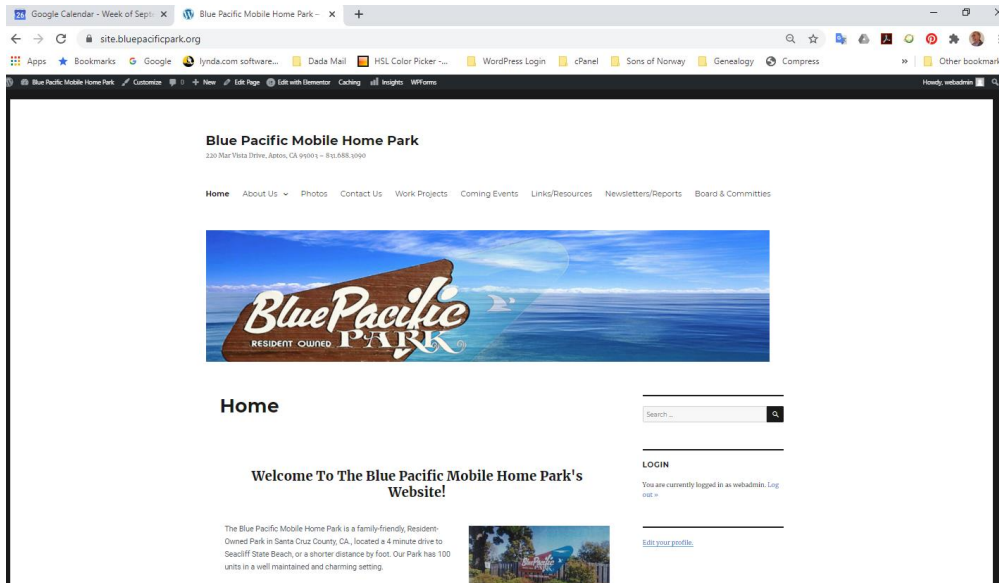 26 Google Calendar - Week of Septe
Blue Pacific Mobile Home Park –
site.bluepacificpark.org
Apps Bookmarks Google lynda.com software... Dada Mail HSL Color Picker -... WordPress Login cPanel Sons of Norway Genealogy Compress » Other bookmark
Blue Pacific Mobile Home Park Customize 0 + New Edit Page Edit with Elementor Caching Insights WPForms Howdy, webadmin
Blue Pacific Mobile Home Park
220 Mar Vista Drive, Aptos, CA 95003 ~ 831.688.3090
Home About Us Photos Contact Us Work Projects Coming Events Links/Resources Newsletters/Reports Board & Committies
Blue Pacific
RESIDENT OWNED PARK
Home
Search …
Welcome To The Blue Pacific Mobile Home Park's
Website!
LOGIN
You are currently logged in as webadmin. Log
out »
The Blue Pacific Mobile Home Park is a family-friendly, Resident-
Owned Park in Santa Cruz County, CA., located a 4 minute drive to
Seacliff State Beach, or a shorter distance by foot. Our Park has 100
units in a well maintained and charming setting.
BluePacific
Edit your profile.